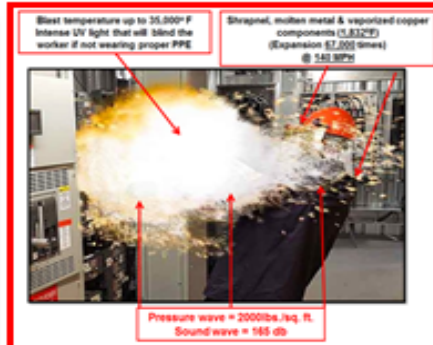 Blast temperature up to 35,000º F
Intense UV light that will blind the
worker if not wearing proper PPE
Shrapnel, molten metal & vaporized copper
components (1,832ºF)
(Expansion 67,000 times)
@ 140 MPH
Pressure wave = 2000lbs./sq. ft.
Sound wave = 165 db